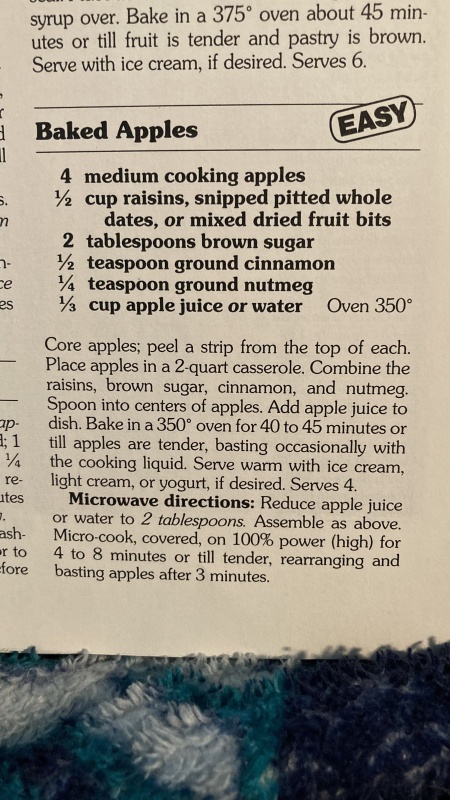 syrup over. Bake in a 375° oven about 45 min-
utes or till fruit is tender and pastry is brown.
Serve with ice cream, if desired. Serves 6.
EASY
Baked Apples
4 medium cooking apples
½ cup raisins, snipped pitted whole
dates, or mixed dried fruit bits
2 tablespoons brown sugar
½ teaspoon ground cinnamon
¼ teaspoon ground nutmeg
⅓ cup apple juice or water Oven 350°
Core apples; peel a strip from the top of each.
Place apples in a 2-quart casserole. Combine the
raisins, brown sugar, cinnamon, and nutmeg.
Spoon into centers of apples. Add apple juice to
dish. Bake in a 350° oven for 40 to 45 minutes or
till apples are tender, basting occasionally with
the cooking liquid. Serve warm with ice cream,
light cream, or yogurt, if desired. Serves 4.
Microwave directions: Reduce apple juice
or water to 2 tablespoons. Assemble as above.
Micro-cook, covered, on 100% power (high) for
4 to 8 minutes or till tender, rearranging and
basting apples after 3 minutes.